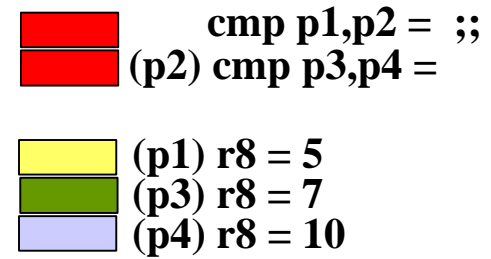 cmp p1,p2 = ;;
(p2) cmp p3,p4 =
(p1) r8 = 5
(p3) r8 = 7
(p4) r8 = 10